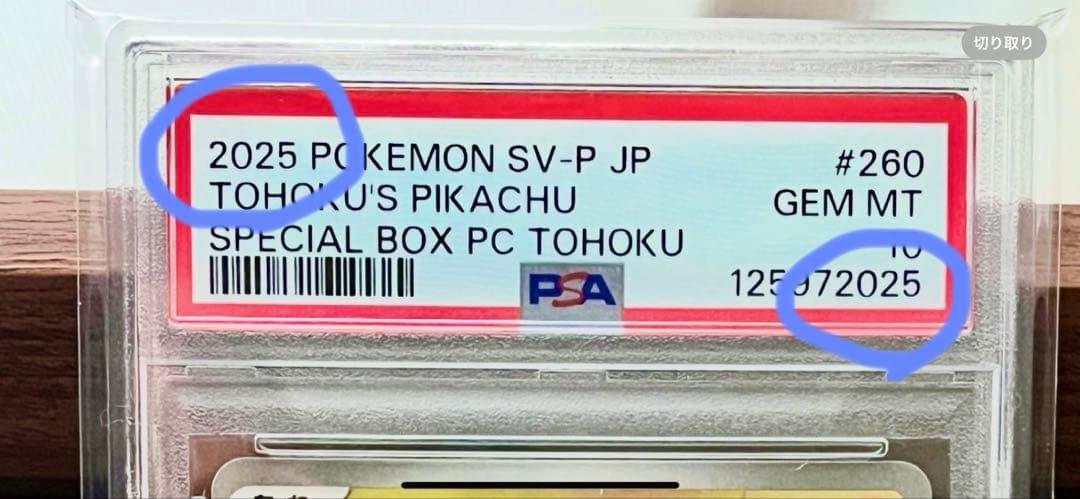 切り取り
2025 POKEMON SV-P JP #260
TOHOKU'S PIKACHU GEM MT
SPECIAL BOX PC TOHOKU 10
PSA